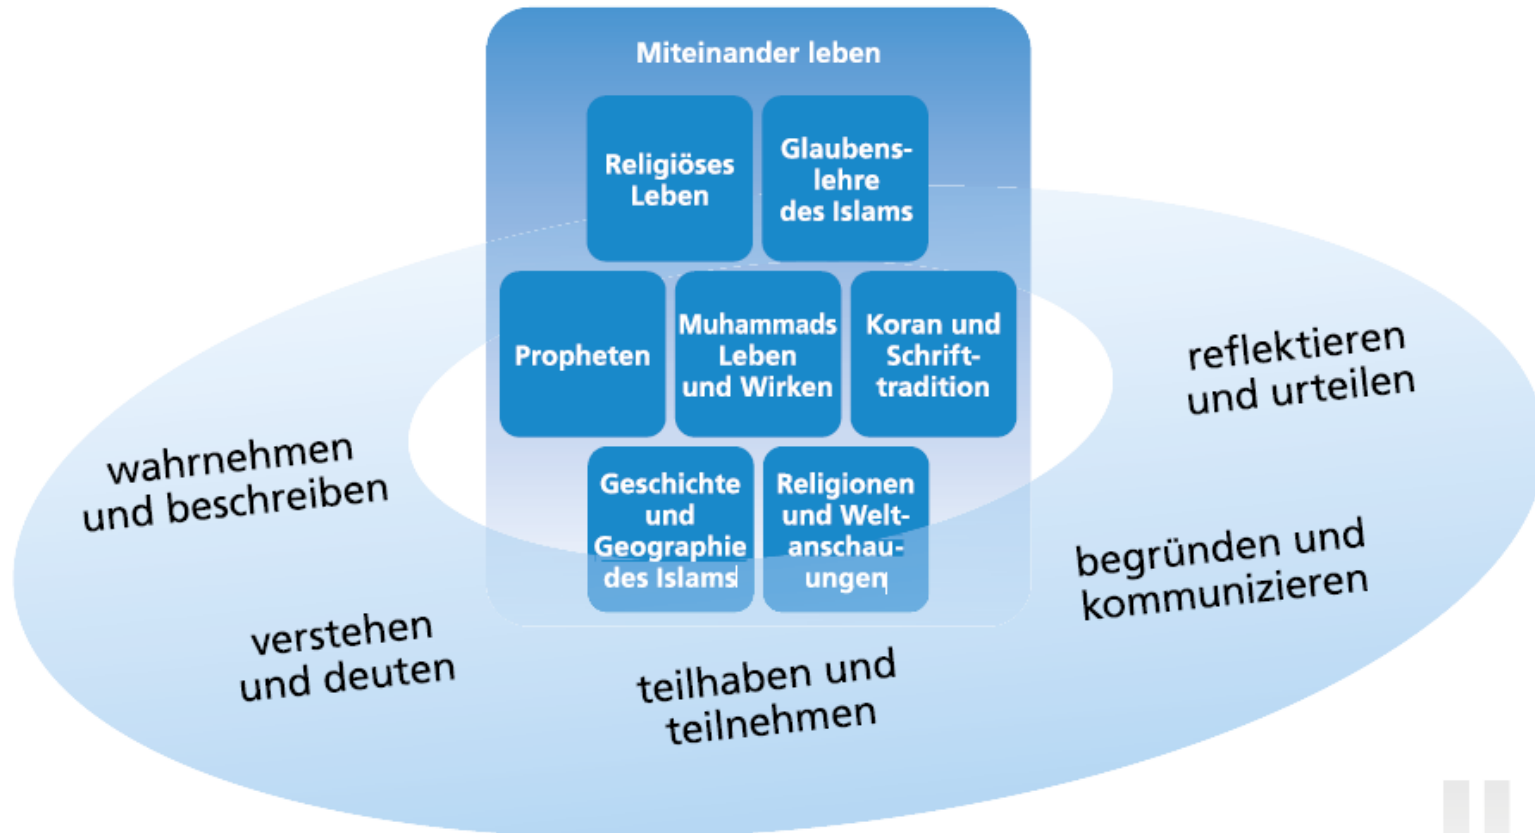 Miteinander leben
Religiöses
Leben
Glaubens-
lehre
des Islams
Propheten
Muhammads
Leben
und Wirken
Koran und
Schrift-
tradition
Geschichte
und
Geographie
des Islams
Religionen
und Welt-
anschau-
ungen
wahrnehmen
und beschreiben
verstehen
und deuten
teilhaben und
teilnehmen
begründen und
kommunizieren
reflektieren
und urteilen